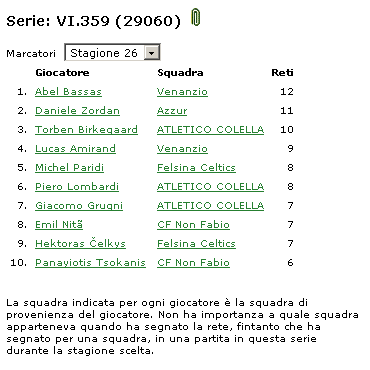 Serie: VI.359 (29060)
Marcatori Stagione 26
Giocatore Squadra Reti
1. Abel Bassas Venanzio 12
2. Daniele Zordan Azzur 11
3. Torben Birkegaard ATLETICO COLELLA 10
4. Lucas Amirand Venanzio 9
5. Michel Paridi Felsina Celtics 8
6. Piero Lombardi ATLETICO COLELLA 8
7. Giacomo Grugni ATLETICO COLELLA 7
8. Emil Nitã CF Non Fabio 7
9. Hektoras Čelkys Felsina Celtics 7
10. Panayiotis Tsokanis CF Non Fabio 6
La squadra indicata per ogni giocatore è la squadra di
provenienza del giocatore. Non ha importanza a quale squadra
apparteneva quando ha segnato la rete, fintanto che ha
segnato per una squadra, in una partita in questa serie
durante la stagione scelta.